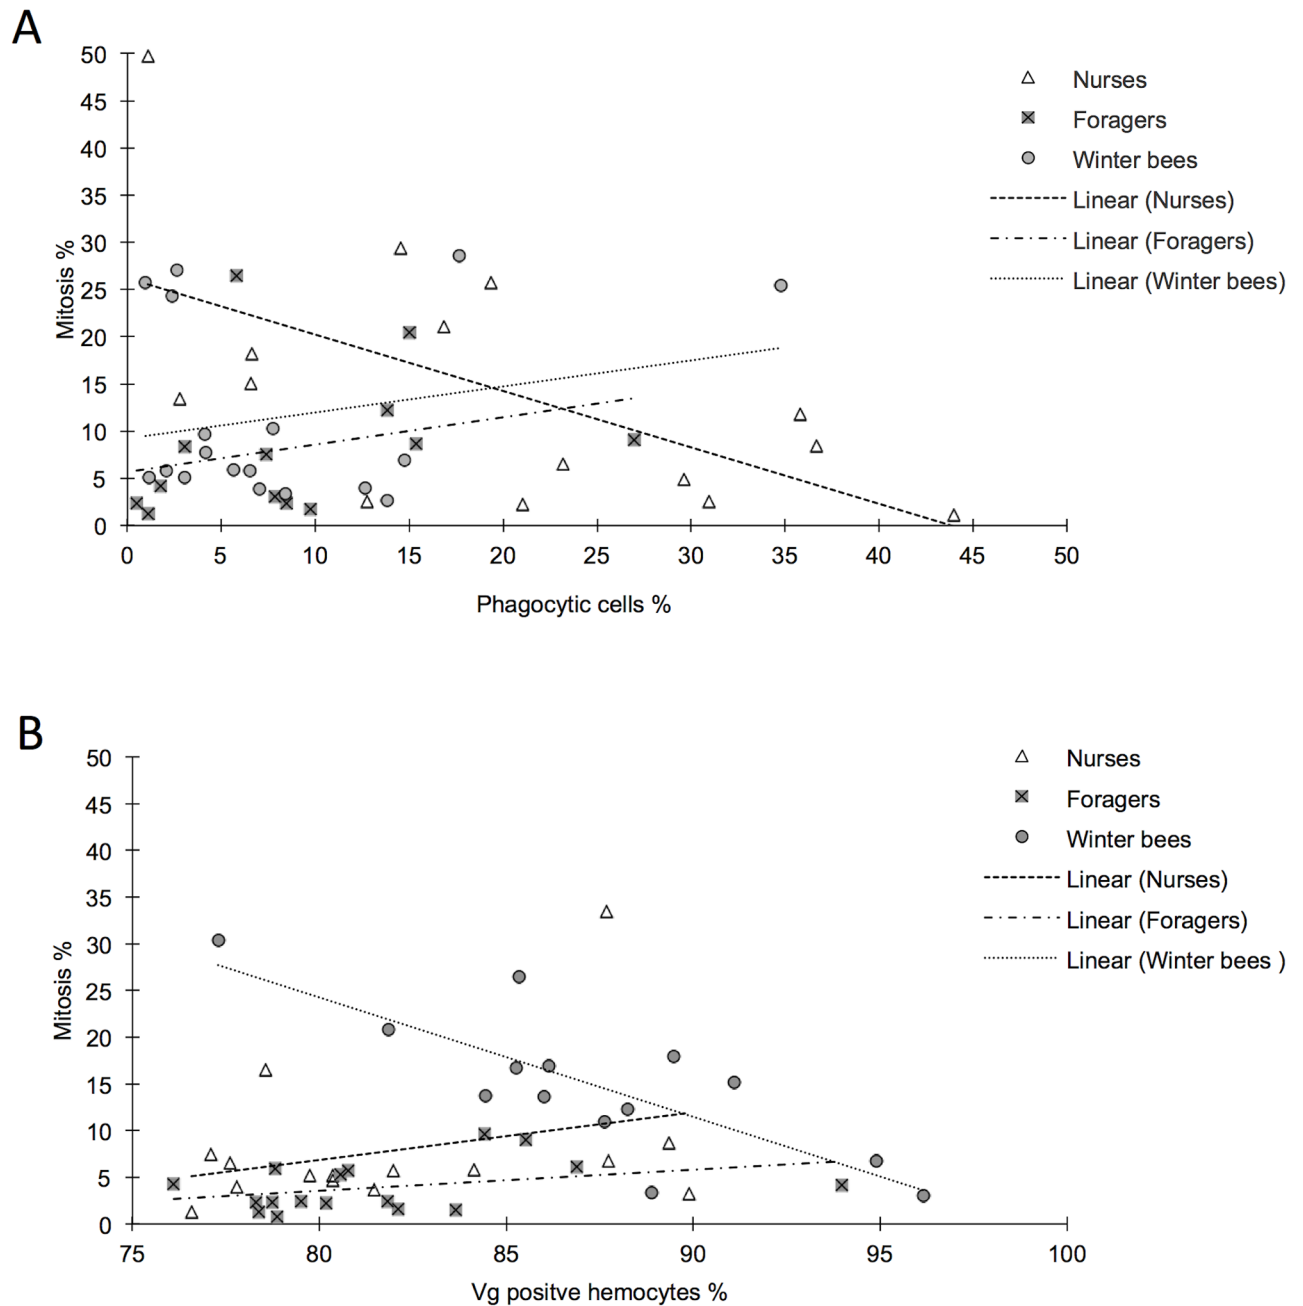 A
50
45
40
35
30
25
20
15
10
5
0
Mitosis %
0 5 10 15 20 25 30 35 40 45 50
Phagocytic cells %
Nurses
Foragers
Winter bees
Linear (Nurses)
Linear (Foragers)
Linear (Winter bees)
B
50
45
40
35
30
25
20
15
10
5
0
Mitosis %
75 80 85 90 95 100
Vg positve hemocytes %
Nurses
Foragers
Winter bees
Linear (Nurses)
Linear (Foragers)
Linear (Winter bees )